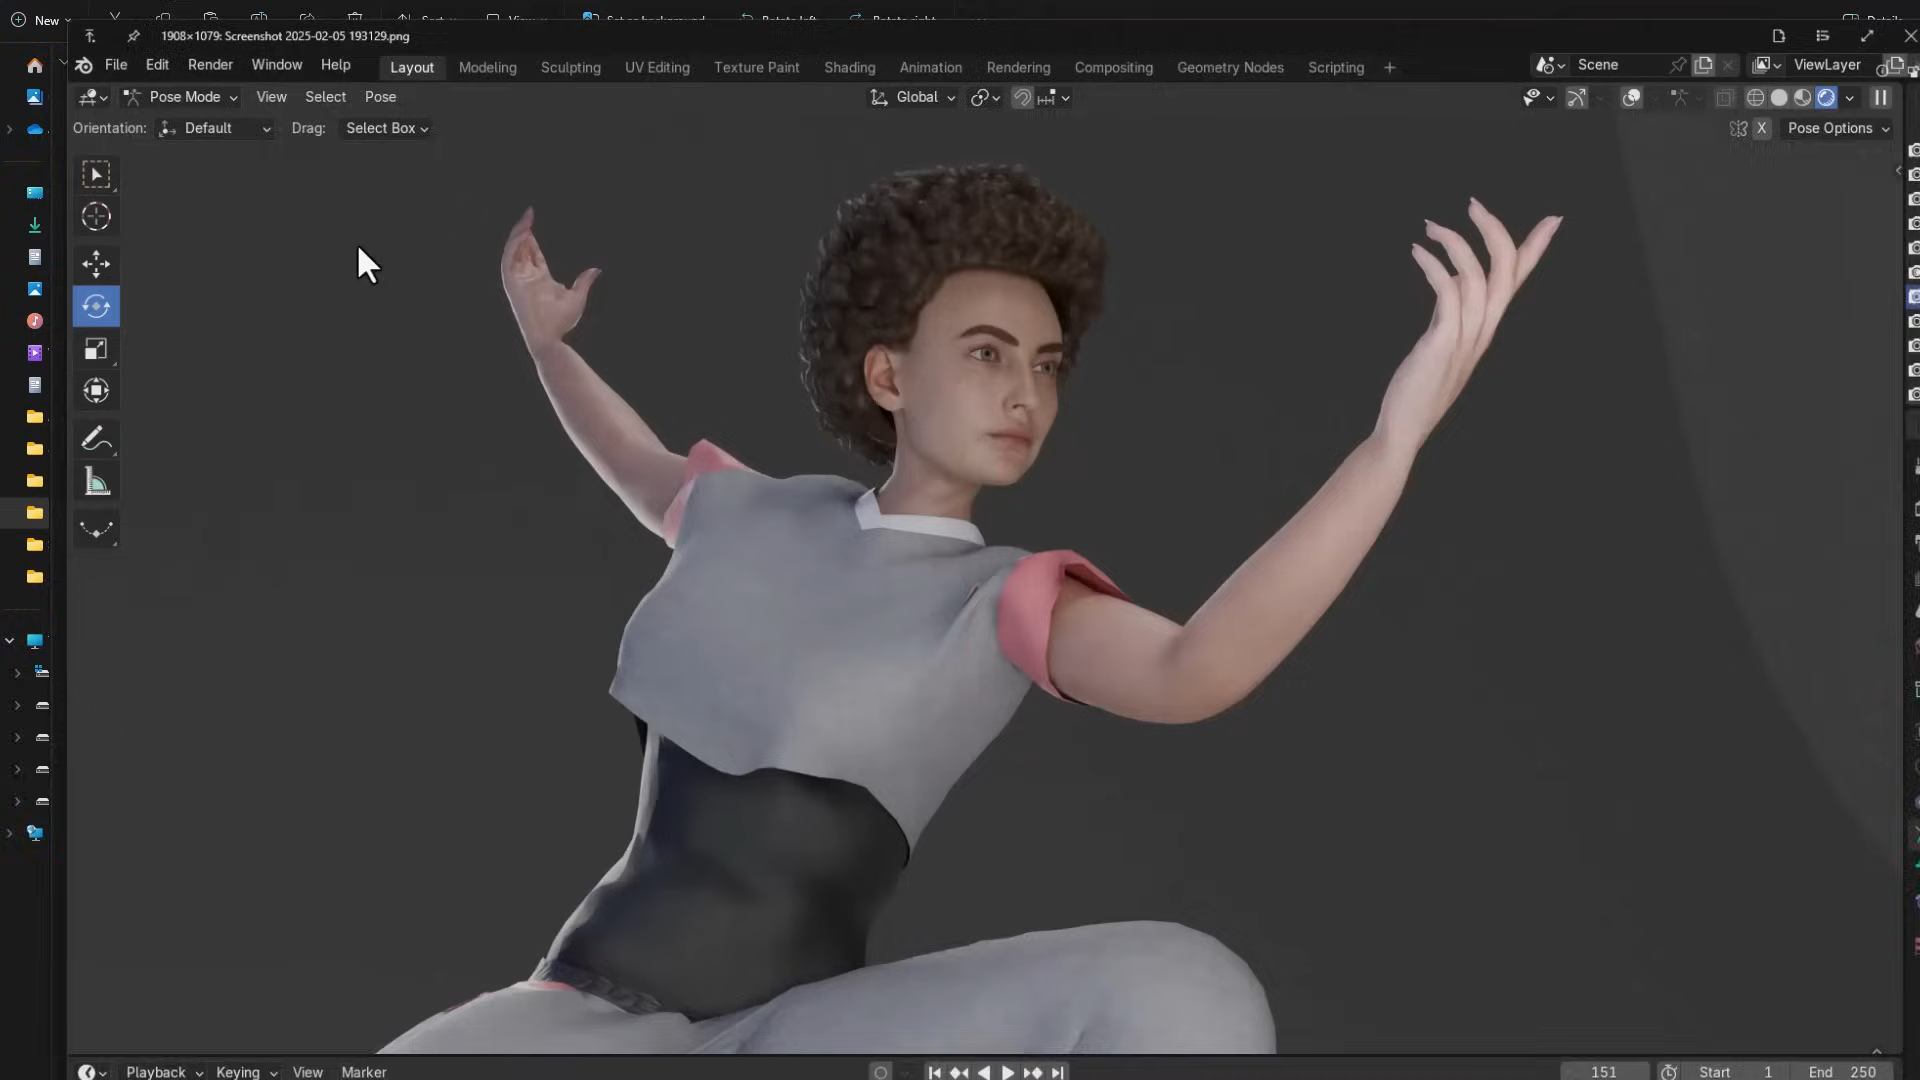 New
1908×1079: Screenshot 2025-02-05 193129.png
File Edit Render Window Help Layout Modeling Sculpting UV Editing Texture Paint Shading Animation Rendering Compositing Geometry Nodes Scripting + Scene ViewLayer
Pose Mode View Select Pose Global
Orientation: Default Drag: Select Box X Pose Options
Playback Keying View Marker 151 Start 1 End 250